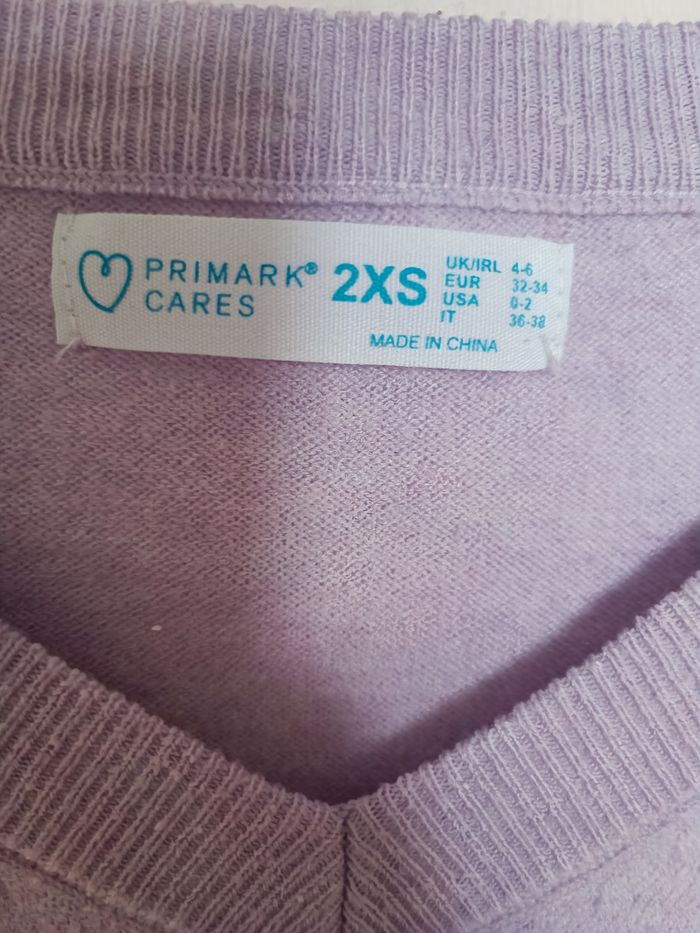 PRIMARK®
CARES
2XS
UK/IRL 4-6
EUR 32-34
USA 0-2
IT 36-38
MADE IN CHINA